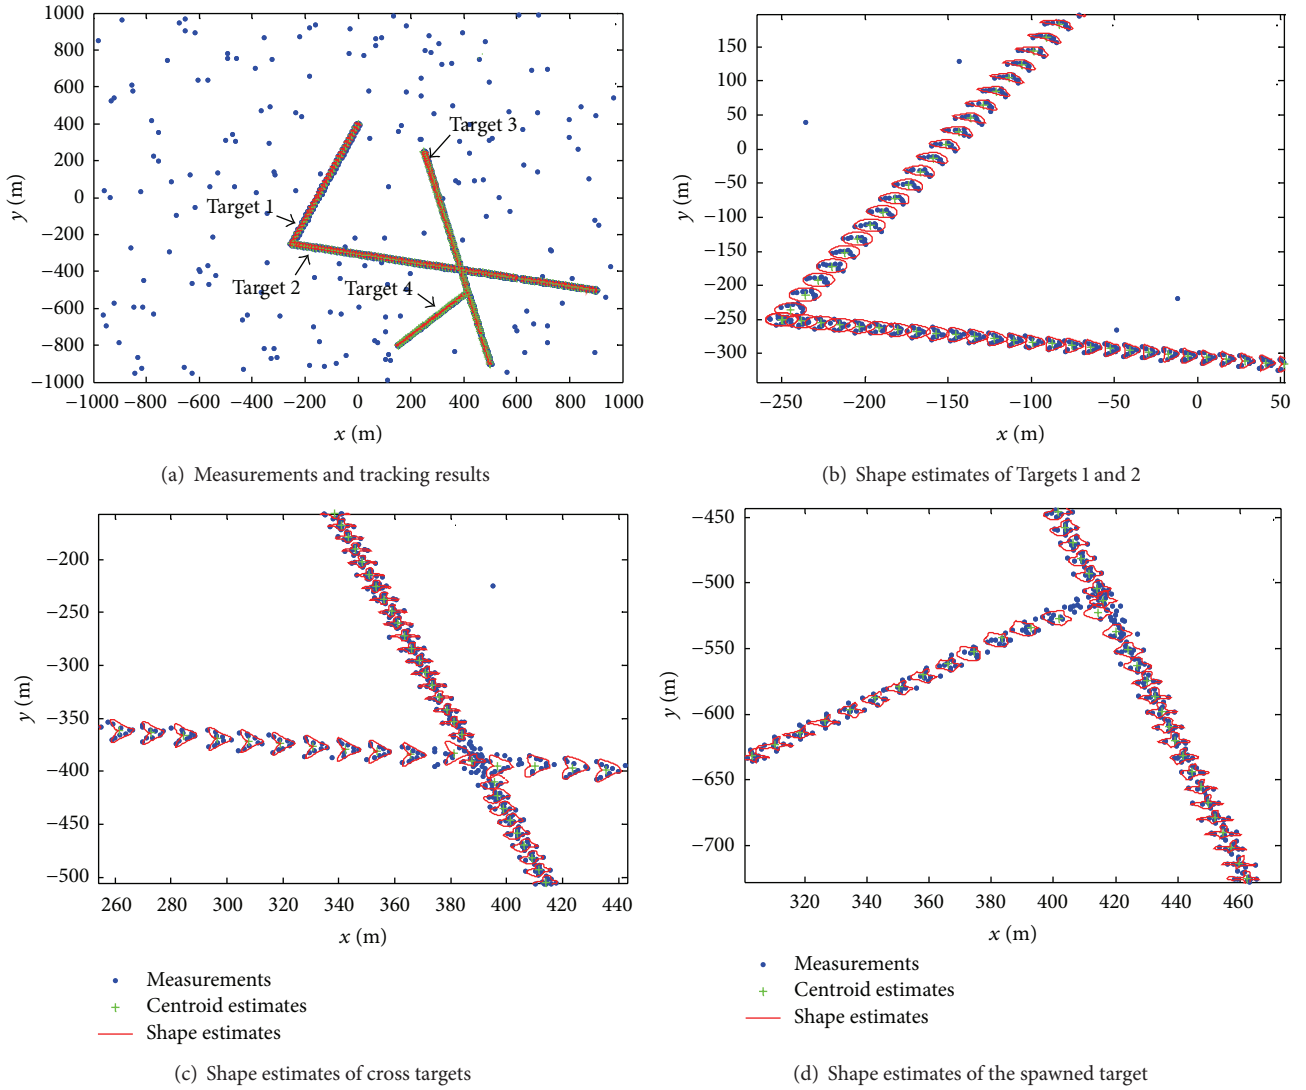 1000
800
600
400
200
0
−200
−400
−600
−800
−1000
y (m)
Target 3
Target 1
Target 2
Target 4
−1000 −800 −600 −400 −200 0 200 400 600 800 1000
x (m)
(a) Measurements and tracking results
150
100
50
0
−50
−100
−150
−200
−250
−300
y (m)
−250 −200 −150 −100 −50 0 50
x (m)
(b) Shape estimates of Targets 1 and 2
−200
−250
−300
−350
−400
−450
−500
y (m)
260 280 300 320 340 360 380 400 420 440
x (m)
Measurements
Centroid estimates
Shape estimates
(c) Shape estimates of cross targets
−450
−500
−550
−600
−650
−700
y (m)
320 340 360 380 400 420 440 460
x (m)
Measurements
Centroid estimates
Shape estimates
(d) Shape estimates of the spawned target